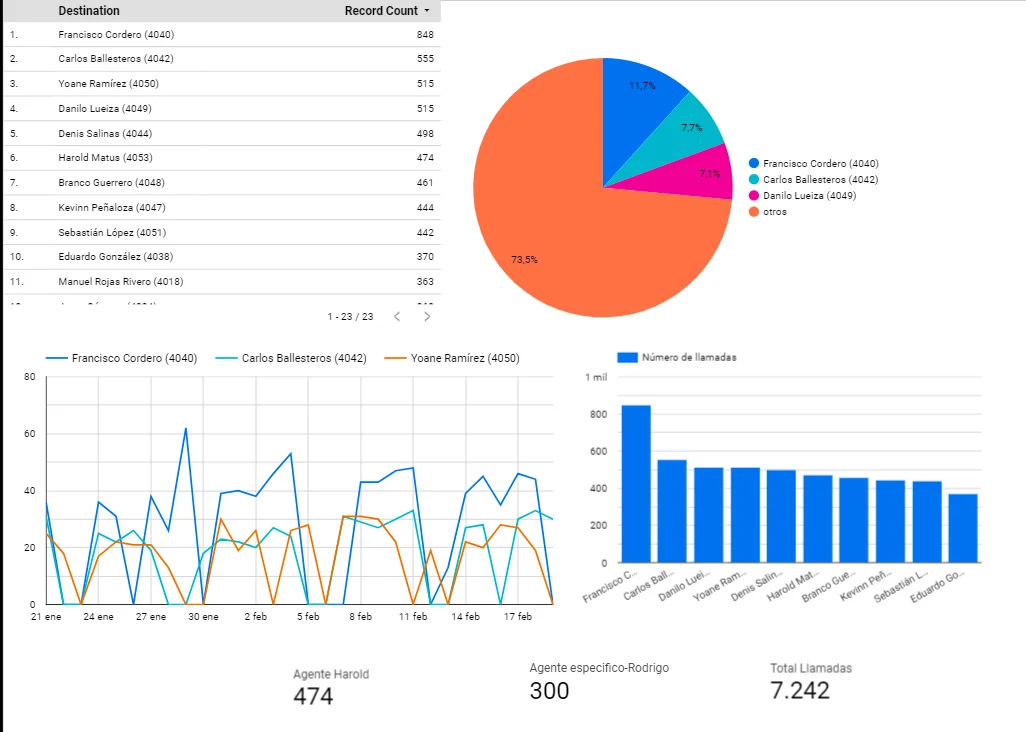 Destination Record Count
1. Francisco Cordero (4040) 848
2. Carlos Ballesteros (4042) 555
3. Yoane Ramírez (4050) 515
4. Danilo Lueiza (4049) 515
5. Denis Salinas (4044) 498
6. Harold Matus (4053) 474
7. Branco Guerrero (4048) 461
8. Kevinn Peñaloza (4047) 444
9. Sebastián López (4051) 442
10. Eduardo González (4038) 370
11. Manuel Rojas Rivero (4018) 363
1 - 23 / 23
11,7%
7,7%
7,1%
73,5%
Francisco Cordero (4040)
Carlos Ballesteros (4042)
Danilo Lueiza (4049)
otros
Francisco Cordero (4040) Carlos Ballesteros (4042) Yoane Ramírez (4050)
80
60
40
20
0
21 ene 24 ene 27 ene 30 ene 2 feb 5 feb 8 feb 11 feb 14 feb 17 feb
Número de llamadas
1 mil
800
600
400
200
0
Francisco C... Carlos Ball... Danilo Luei... Yoane Ram... Denis Salin... Harold Mat... Branco Gue... Kevinn Peñ... Sebastián L... Eduardo Go...
Agente Harold
474
Agente especifico-Rodrigo
300
Total Llamadas
7.242